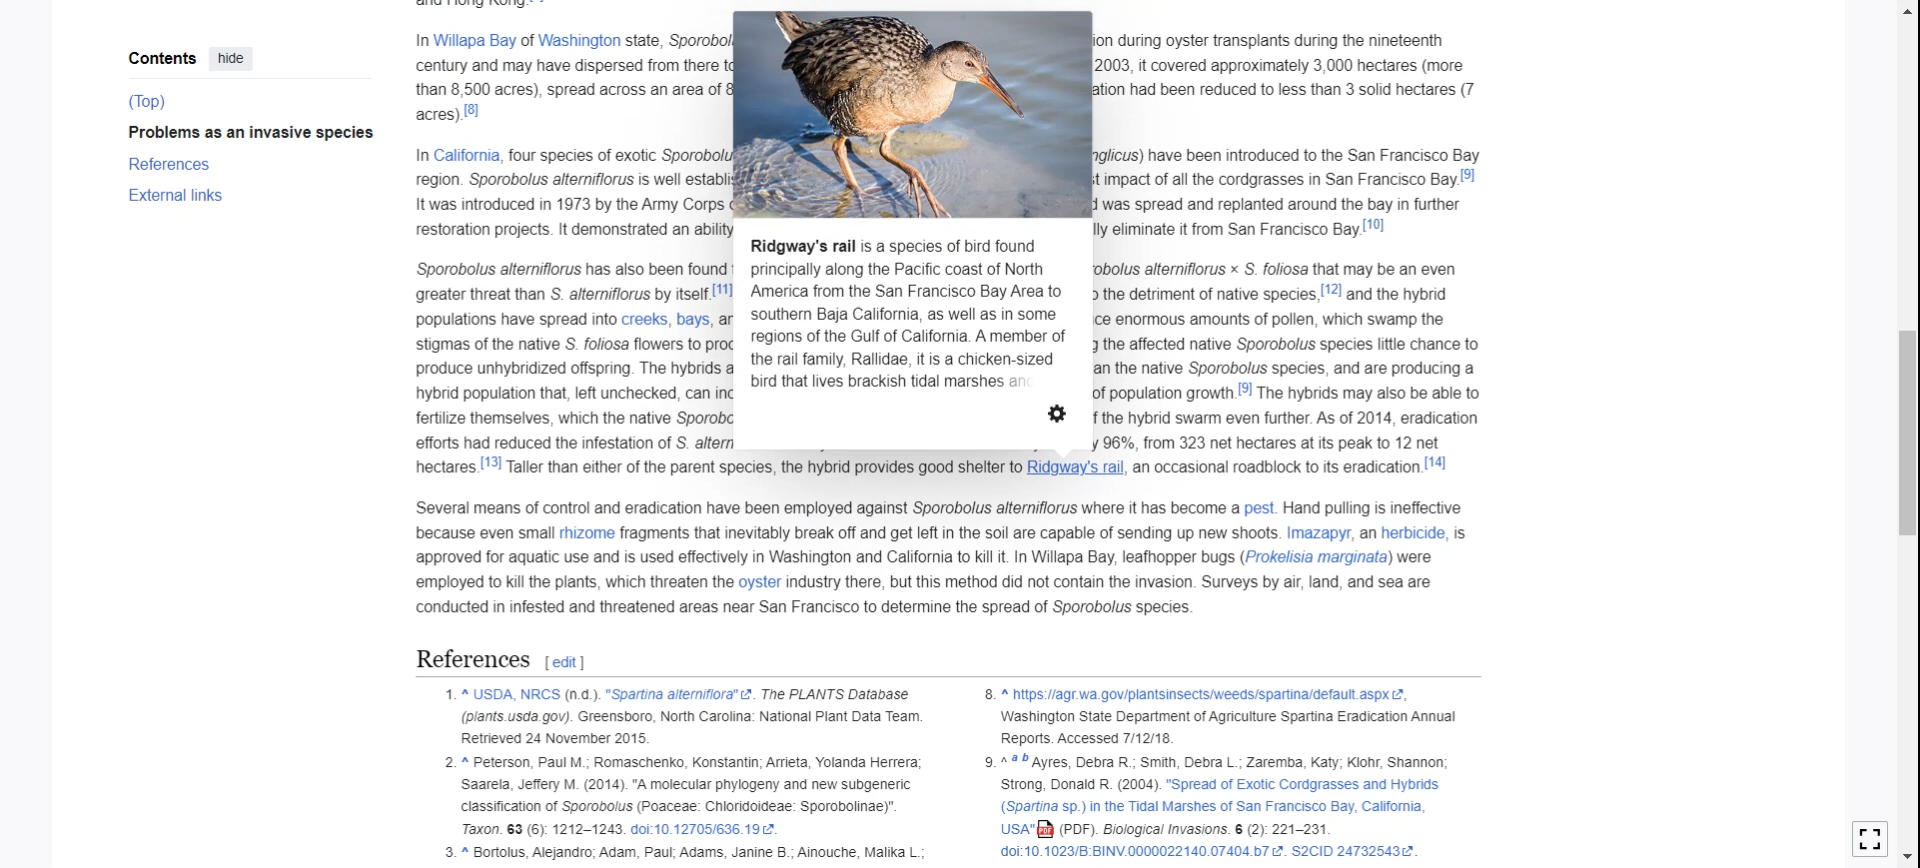 Contents hide
(Top)
Problems as an invasive species
References
External links
In Willapa Bay of Washington state, Sporobol
ion during oyster transplants during the nineteenth
century and may have dispersed from there to
2003, it covered approximately 3,000 hectares (more
than 8,500 acres), spread across an area of 8
ation had been reduced to less than 3 solid hectares (7
acres).[8]
In California, four species of exotic Sporobolu
nglicus) have been introduced to the San Francisco Bay
region. Sporobolus alterniflorus is well establis
t impact of all the cordgrasses in San Francisco Bay.[9]
It was introduced in 1973 by the Army Corps
d was spread and replanted around the bay in further
restoration projects. It demonstrated an ability
lly eliminate it from San Francisco Bay.[10]
Sporobolus alterniflorus has also been found
obolus alterniflorus × S. foliosa that may be an even
greater threat than S. alterniflorus by itself.[11]
o the detriment of native species,[12] and the hybrid
populations have spread into creeks, bays, an
ce enormous amounts of pollen, which swamp the
stigmas of the native S. foliosa flowers to proc
g the affected native Sporobolus species little chance to
produce unhybridized offspring. The hybrids a
an the native Sporobolus species, and are producing a
hybrid population that, left unchecked, can inc
of population growth.[9] The hybrids may also be able to
fertilize themselves, which the native Sporobo
f the hybrid swarm even further. As of 2014, eradication
efforts had reduced the infestation of S. altern
y 96%, from 323 net hectares at its peak to 12 net
hectares.[13] Taller than either of the parent species, the hybrid provides good shelter to Ridgway's rail, an occasional roadblock to its eradication.[14]
Ridgway's rail is a species of bird found
principally along the Pacific coast of North
America from the San Francisco Bay Area to
southern Baja California, as well as in some
regions of the Gulf of California. A member of
the rail family, Rallidae, it is a chicken-sized
bird that lives brackish tidal marshes and
Several means of control and eradication have been employed against Sporobolus alterniflorus where it has become a pest. Hand pulling is ineffective
because even small rhizome fragments that inevitably break off and get left in the soil are capable of sending up new shoots. Imazapyr, an herbicide, is
approved for aquatic use and is used effectively in Washington and California to kill it. In Willapa Bay, leafhopper bugs (Prokelisia marginata) were
employed to kill the plants, which threaten the oyster industry there, but this method did not contain the invasion. Surveys by air, land, and sea are
conducted in infested and threatened areas near San Francisco to determine the spread of Sporobolus species.
References [ edit ]
1. ^ USDA, NRCS (n.d.). "Spartina alterniflora". The PLANTS Database
(plants.usda.gov). Greensboro, North Carolina: National Plant Data Team.
Retrieved 24 November 2015.
2. ^ Peterson, Paul M.; Romaschenko, Konstantin; Arrieta, Yolanda Herrera;
Saarela, Jeffery M. (2014). "A molecular phylogeny and new subgeneric
classification of Sporobolus (Poaceae: Chloridoideae: Sporobolinae)".
Taxon. 63 (6): 1212–1243. doi:10.12705/636.19.
3. ^ Bortolus, Alejandro; Adam, Paul; Adams, Janine B.; Ainouche, Malika L.;
8. ^ https://agr.wa.gov/plantsinsects/weeds/spartina/default.aspx,
Washington State Department of Agriculture Spartina Eradication Annual
Reports. Accessed 7/12/18.
9. ^ a b Ayres, Debra R.; Smith, Debra L.; Zaremba, Katy; Klohr, Shannon;
Strong, Donald R. (2004). "Spread of Exotic Cordgrasses and Hybrids
(Spartina sp.) in the Tidal Marshes of San Francisco Bay, California,
USA" (PDF). Biological Invasions. 6 (2): 221–231.
doi:10.1023/B:BINV.0000022140.07404.b7. S2CID 24732543.